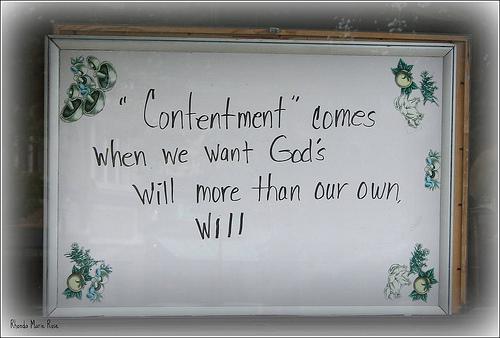 "Contentment" comes
when we want God's
will more than our own,
Will
Rhonda Marie Rose